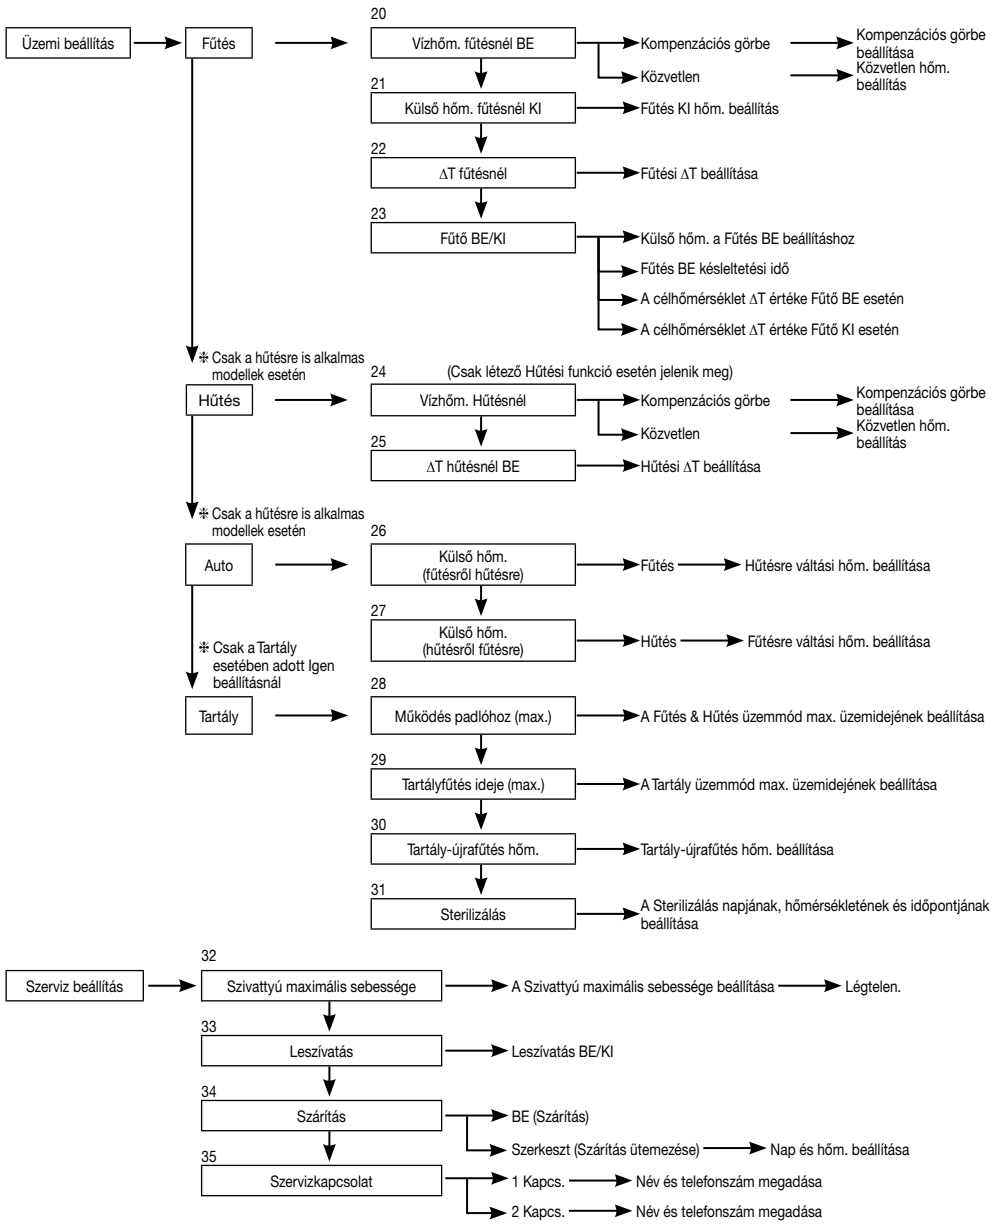 20
Üzemi beállítás
Fűtés
Vízhőm. fűtésnél BE
Kompenzációs görbe
Kompenzációs görbe
beállítása
Közvetlen
Közvetlen hőm.
beállítás
21
Külső hőm. fűtésnél KI
Fűtés KI hőm. beállítás
22
ΔT fűtésnél
Fűtési ΔT beállítása
23
Fűtő BE/KI
Külső hőm. a Fűtés BE beállításhoz
Fűtés BE késleltetési idő
A célhőmérséklet ΔT értéke Fűtő BE esetén
A célhőmérséklet ΔT értéke Fűtő KI esetén
❈ Csak a hűtésre is alkalmas
modellek esetén
24
(Csak létező Hűtési funkció esetén jelenik meg)
Hűtés
Vízhőm. Hűtésnél
Kompenzációs görbe
Kompenzációs görbe
beállítása
Közvetlen
Közvetlen hőm.
beállítás
25
ΔT hűtésnél BE
Hűtési ΔT beállítása
❈ Csak a hűtésre is alkalmas
modellek esetén
26
Auto
Külső hőm.
(fűtésről hűtésre)
Fűtés
Hűtésre váltási hőm. beállítása
27
Külső hőm.
(hűtésről fűtésre)
Hűtés
Fűtésre váltási hőm. beállítása
❈ Csak a Tartály
esetében adott Igen
beállításnál
28
Tartály
Működés padlóhoz (max.)
A Fűtés & Hűtés üzemmód max. üzemidejének beállítása
29
Tartályfűtés ideje (max.)
A Tartály üzemmód max. üzemidejének beállítása
30
Tartály-újrafűtés hőm.
Tartály-újrafűtés hőm. beállítása
31
Sterilizálás
A Sterilizálás napjának, hőmérsékletének és időpontjának
beállítása
32
Szerviz beállítás
Szivattyú maximális sebessége
A Szivattyú maximális sebessége beállítása
Légtelen.
33
Leszívatás
Leszívatás BE/KI
34
Szárítás
BE (Szárítás)
Szerkeszt (Szárítás ütemezése)
Nap és hőm. beállítása
35
Szervizkapcsolat
1 Kapcs.
Név és telefonszám megadása
2 Kapcs.
Név és telefonszám megadása